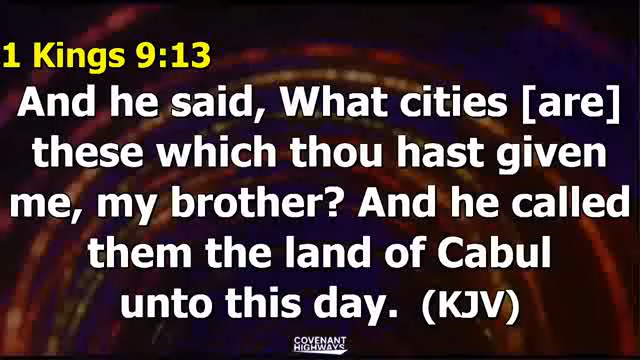 1 Kings 9:13
And he said, What cities [are]
these which thou hast given
me, my brother? And he called
them the land of Cabul
unto this day. (KJV)
COVENANT
HIGHWAYS